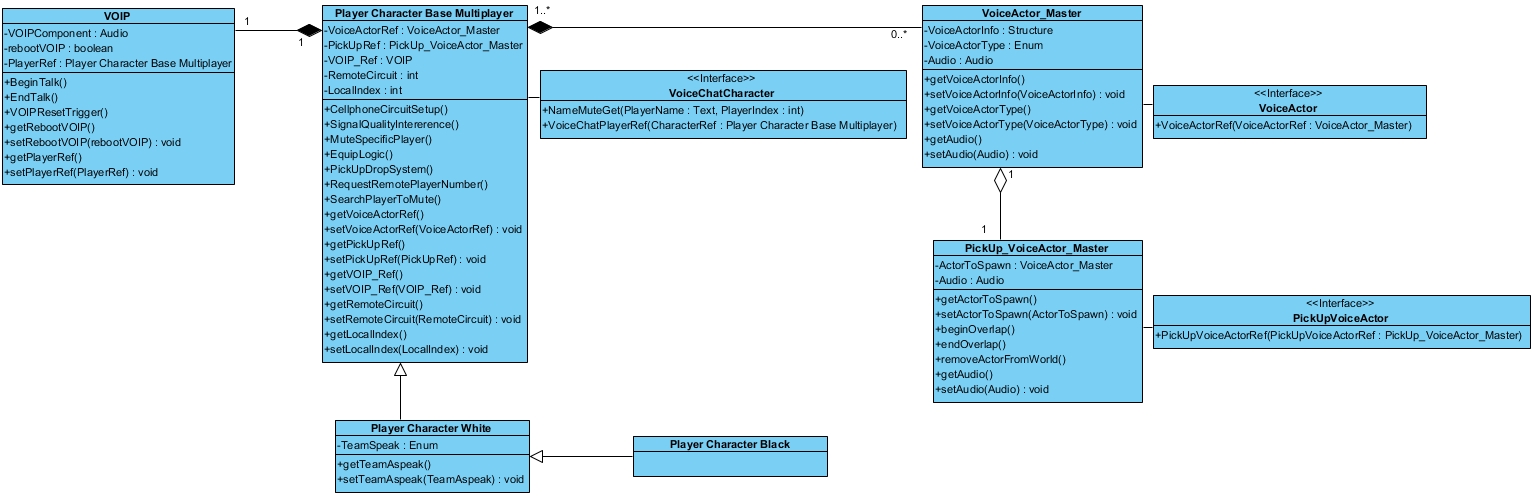 VOIP
-VOIPComponent : Audio
-rebootVOIP : boolean
-PlayerRef : Player Character Base Multiplayer
+BeginTalk()
+EndTalk()
+VOIPResetTrigger()
+getRebootVOIP()
+setRebootVOIP(rebootVOIP) : void
+getPlayerRef()
+setPlayerRef(PlayerRef) : void
1
1
Player Character Base Multiplayer
-VoiceActorRef : VoiceActor_Master
-PickUpRef : PickUp_VoiceActor_Master
-VOIP_Ref : VOIP
-RemoteCircuit : int
-LocalIndex : int
+CellphoneCircuitSetup()
+SignalQualityIntererence()
+MuteSpecificPlayer()
+EquipLogic()
+PickUpDropSystem()
+RequestRemotePlayerNumber()
+SearchPlayerToMute()
+getVoiceActorRef()
+setVoiceActorRef(VoiceActorRef) : void
+getPickUpRef()
+setPickUpRef(PickUpRef) : void
+getVOIP_Ref()
+setVOIP_Ref(VOIP_Ref) : void
+getRemoteCircuit()
+setRemoteCircuit(RemoteCircuit) : void
+getLocalIndex()
+setLocalIndex(LocalIndex) : void
1..*
0..*
<<Interface>>
VoiceChatCharacter
+NameMuteGet(PlayerName : Text, PlayerIndex : int)
+VoiceChatPlayerRef(CharacterRef : Player Character Base Multiplayer)
VoiceActor_Master
-VoiceActorInfo : Structure
-VoiceActorType : Enum
-Audio : Audio
+getVoiceActorInfo()
+setVoiceActorInfo(VoiceActorInfo) : void
+getVoiceActorType()
+setVoiceActorType(VoiceActorType) : void
+getAudio()
+setAudio(Audio) : void
<<Interface>>
VoiceActor
+VoiceActorRef(VoiceActorRef : VoiceActor_Master)
1
1
PickUp_VoiceActor_Master
-ActorToSpawn : VoiceActor_Master
-Audio : Audio
+getActorToSpawn()
+setActorToSpawn(ActorToSpawn) : void
+beginOverlap()
+endOverlap()
+removeActorFromWorld()
+getAudio()
+setAudio(Audio) : void
<<Interface>>
PickUpVoiceActor
+PickUpVoiceActorRef(PickUpVoiceActorRef : PickUp_VoiceActor_Master)
Player Character White
-TeamSpeak : Enum
+getTeamAspeak()
+setTeamAspeak(TeamAspeak) : void
Player Character Black